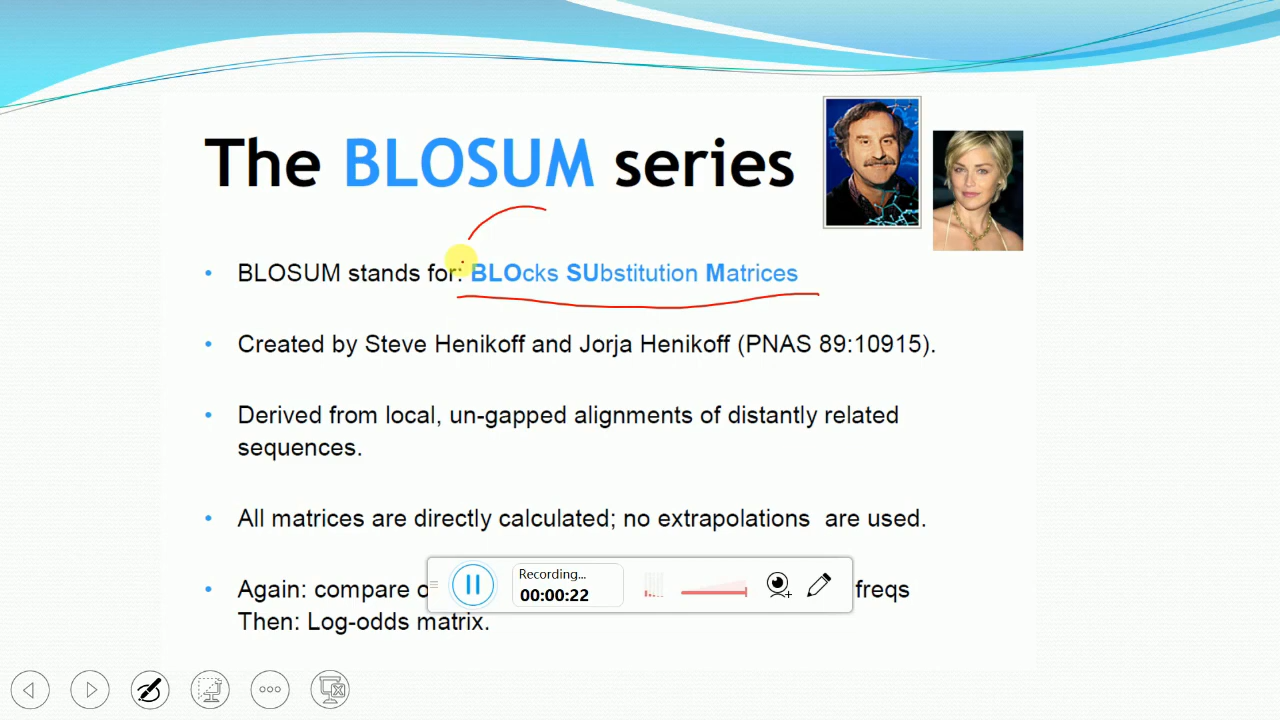 The BLOSUM series
• BLOSUM stands for: BLOcks SUbstitution Matrices
• Created by Steve Henikoff and Jorja Henikoff (PNAS 89:10915).
• Derived from local, un-gapped alignments of distantly related
sequences.
• All matrices are directly calculated; no extrapolations are used.
• Again: compare freqs
Then: Log-odds matrix.
Recording...
00:00:22